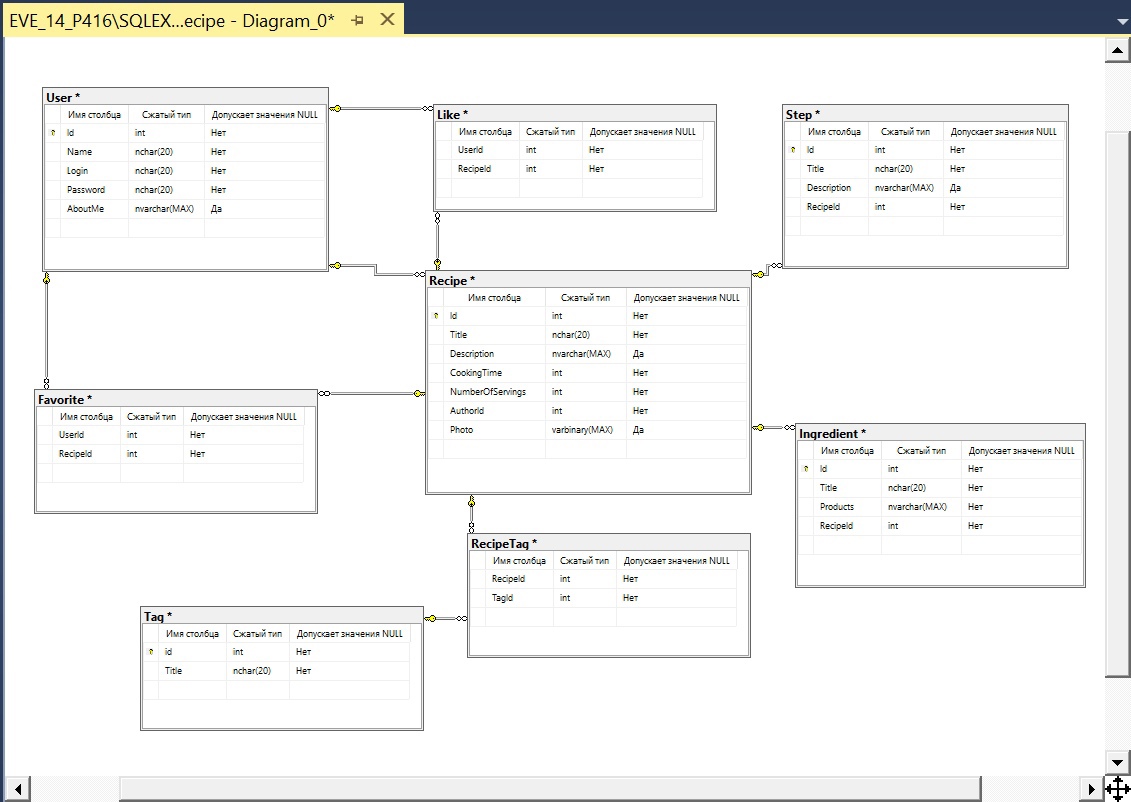 EVE_14_P416\SQLEX...ecipe - Diagram_0*
User *
Имя столбца Сжатый тип Допускает значения NULL
Id int Нет
Name nchar(20) Нет
Login nchar(20) Нет
Password nchar(20) Нет
AboutMe nvarchar(MAX) Да
Like *
Имя столбца Сжатый тип Допускает значения NULL
UserId int Нет
RecipeId int Нет
Step *
Имя столбца Сжатый тип Допускает значения NULL
Id int Нет
Title nchar(20) Нет
Description nvarchar(MAX) Да
RecipeId int Нет
Recipe *
Имя столбца Сжатый тип Допускает значения NULL
Id int Нет
Title nchar(20) Нет
Description nvarchar(MAX) Да
CookingTime int Нет
NumberOfServings int Нет
AuthorId int Нет
Photo varbinary(MAX) Да
Favorite *
Имя столбца Сжатый тип Допускает значения NULL
UserId int Нет
RecipeId int Нет
Ingredient *
Имя столбца Сжатый тип Допускает значения NULL
Id int Нет
Title nchar(20) Нет
Products nvarchar(MAX) Нет
RecipeId int Нет
RecipeTag *
Имя столбца Сжатый тип Допускает значения NULL
RecipeId int Нет
TagId int Нет
Tag *
Имя столбца Сжатый тип Допускает значения NULL
id int Нет
Title nchar(20) Нет